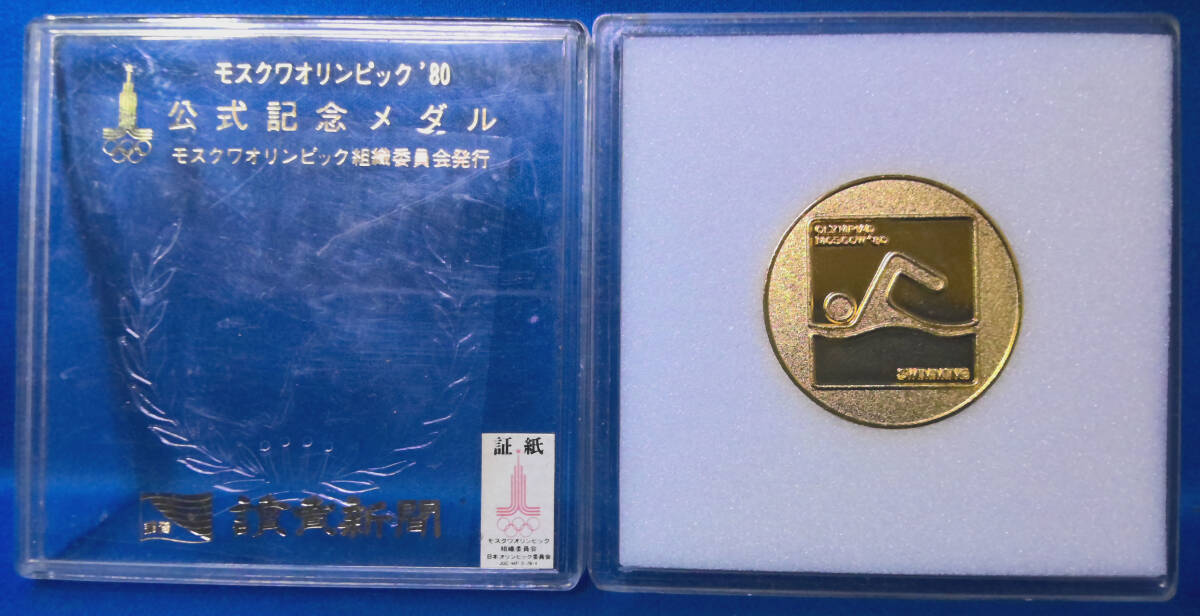 モスクワオリンピック'80
公式記念メダル
モスクワオリンピック組織委員会発行
讀賣新聞
証紙
モスクワオリンピック
組織委員会
日本オリンピック委員会
OLYMPIAD
MOSCOW'80
SWIMMING